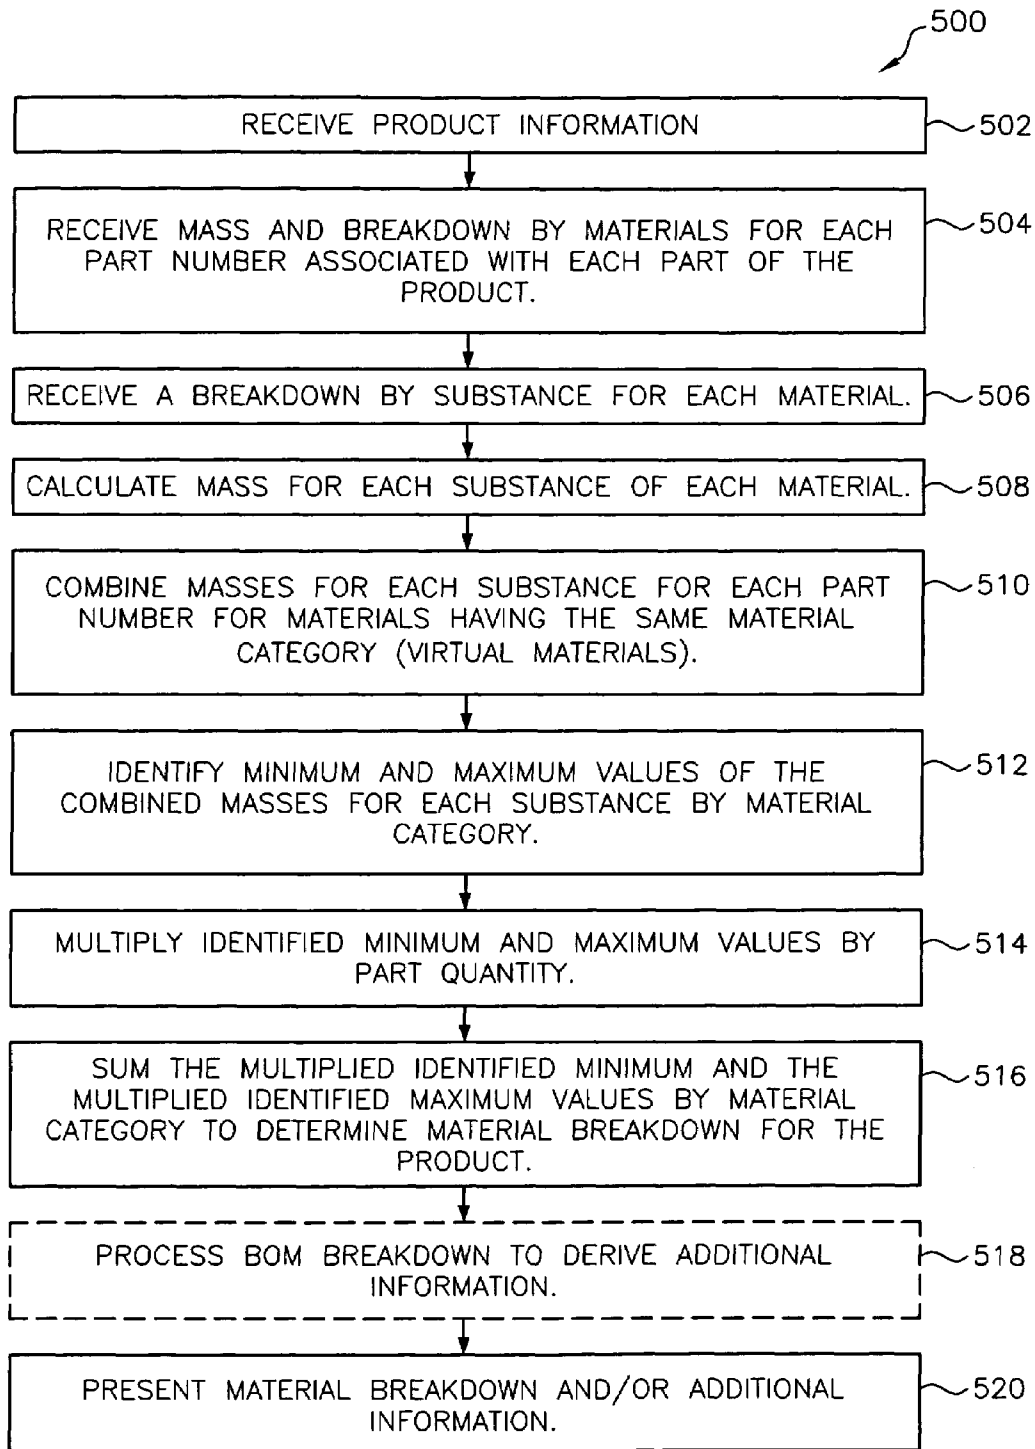 500
RECEIVE PRODUCT INFORMATION
502
RECEIVE MASS AND BREAKDOWN BY MATERIALS FOR EACH
PART NUMBER ASSOCIATED WITH EACH PART OF THE
PRODUCT.
504
RECEIVE A BREAKDOWN BY SUBSTANCE FOR EACH MATERIAL.
506
CALCULATE MASS FOR EACH SUBSTANCE OF EACH MATERIAL.
508
COMBINE MASSES FOR EACH SUBSTANCE FOR EACH PART
NUMBER FOR MATERIALS HAVING THE SAME MATERIAL
CATEGORY (VIRTUAL MATERIALS).
510
IDENTIFY MINIMUM AND MAXIMUM VALUES OF THE
COMBINED MASSES FOR EACH SUBSTANCE BY MATERIAL
CATEGORY.
512
MULTIPLY IDENTIFIED MINIMUM AND MAXIMUM VALUES BY
PART QUANTITY.
514
SUM THE MULTIPLIED IDENTIFIED MINIMUM AND THE
MULTIPLIED IDENTIFIED MAXIMUM VALUES BY MATERIAL
CATEGORY TO DETERMINE MATERIAL BREAKDOWN FOR THE
PRODUCT.
516
PROCESS BOM BREAKDOWN TO DERIVE ADDITIONAL
INFORMATION.
518
PRESENT MATERIAL BREAKDOWN AND/OR ADDITIONAL
INFORMATION.
520